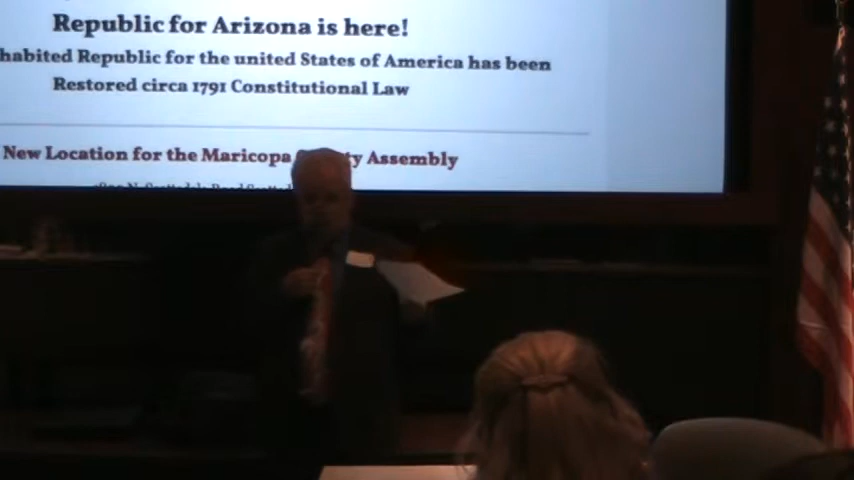 Republic for Arizona is here!
habited Republic for the united States of America has been
Restored circa 1791 Constitutional Law
New Location for the Maricopa ty Assembly